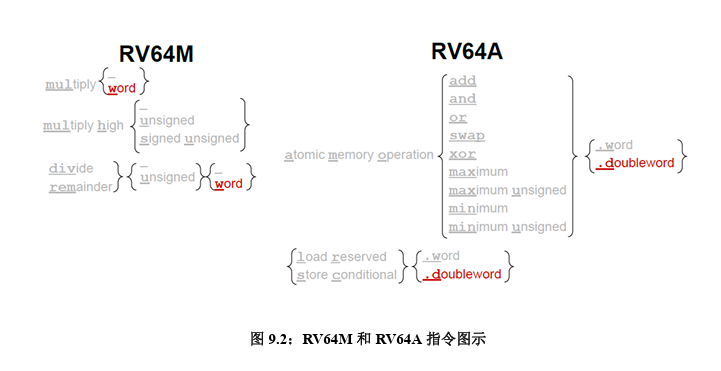 RV64M
multiply { _ word }
multiply high { _ unsigned signed unsigned }
divide remainder } { _ unsigned } { _ word }
RV64A
atomic memory operation
add
and
or
swap
xor
maximum
maximum unsigned
minimum
minimum unsigned
.word
.doubleword
load reserved
store conditional
.word
.doubleword
图 9.2：RV64M 和 RV64A 指令图示